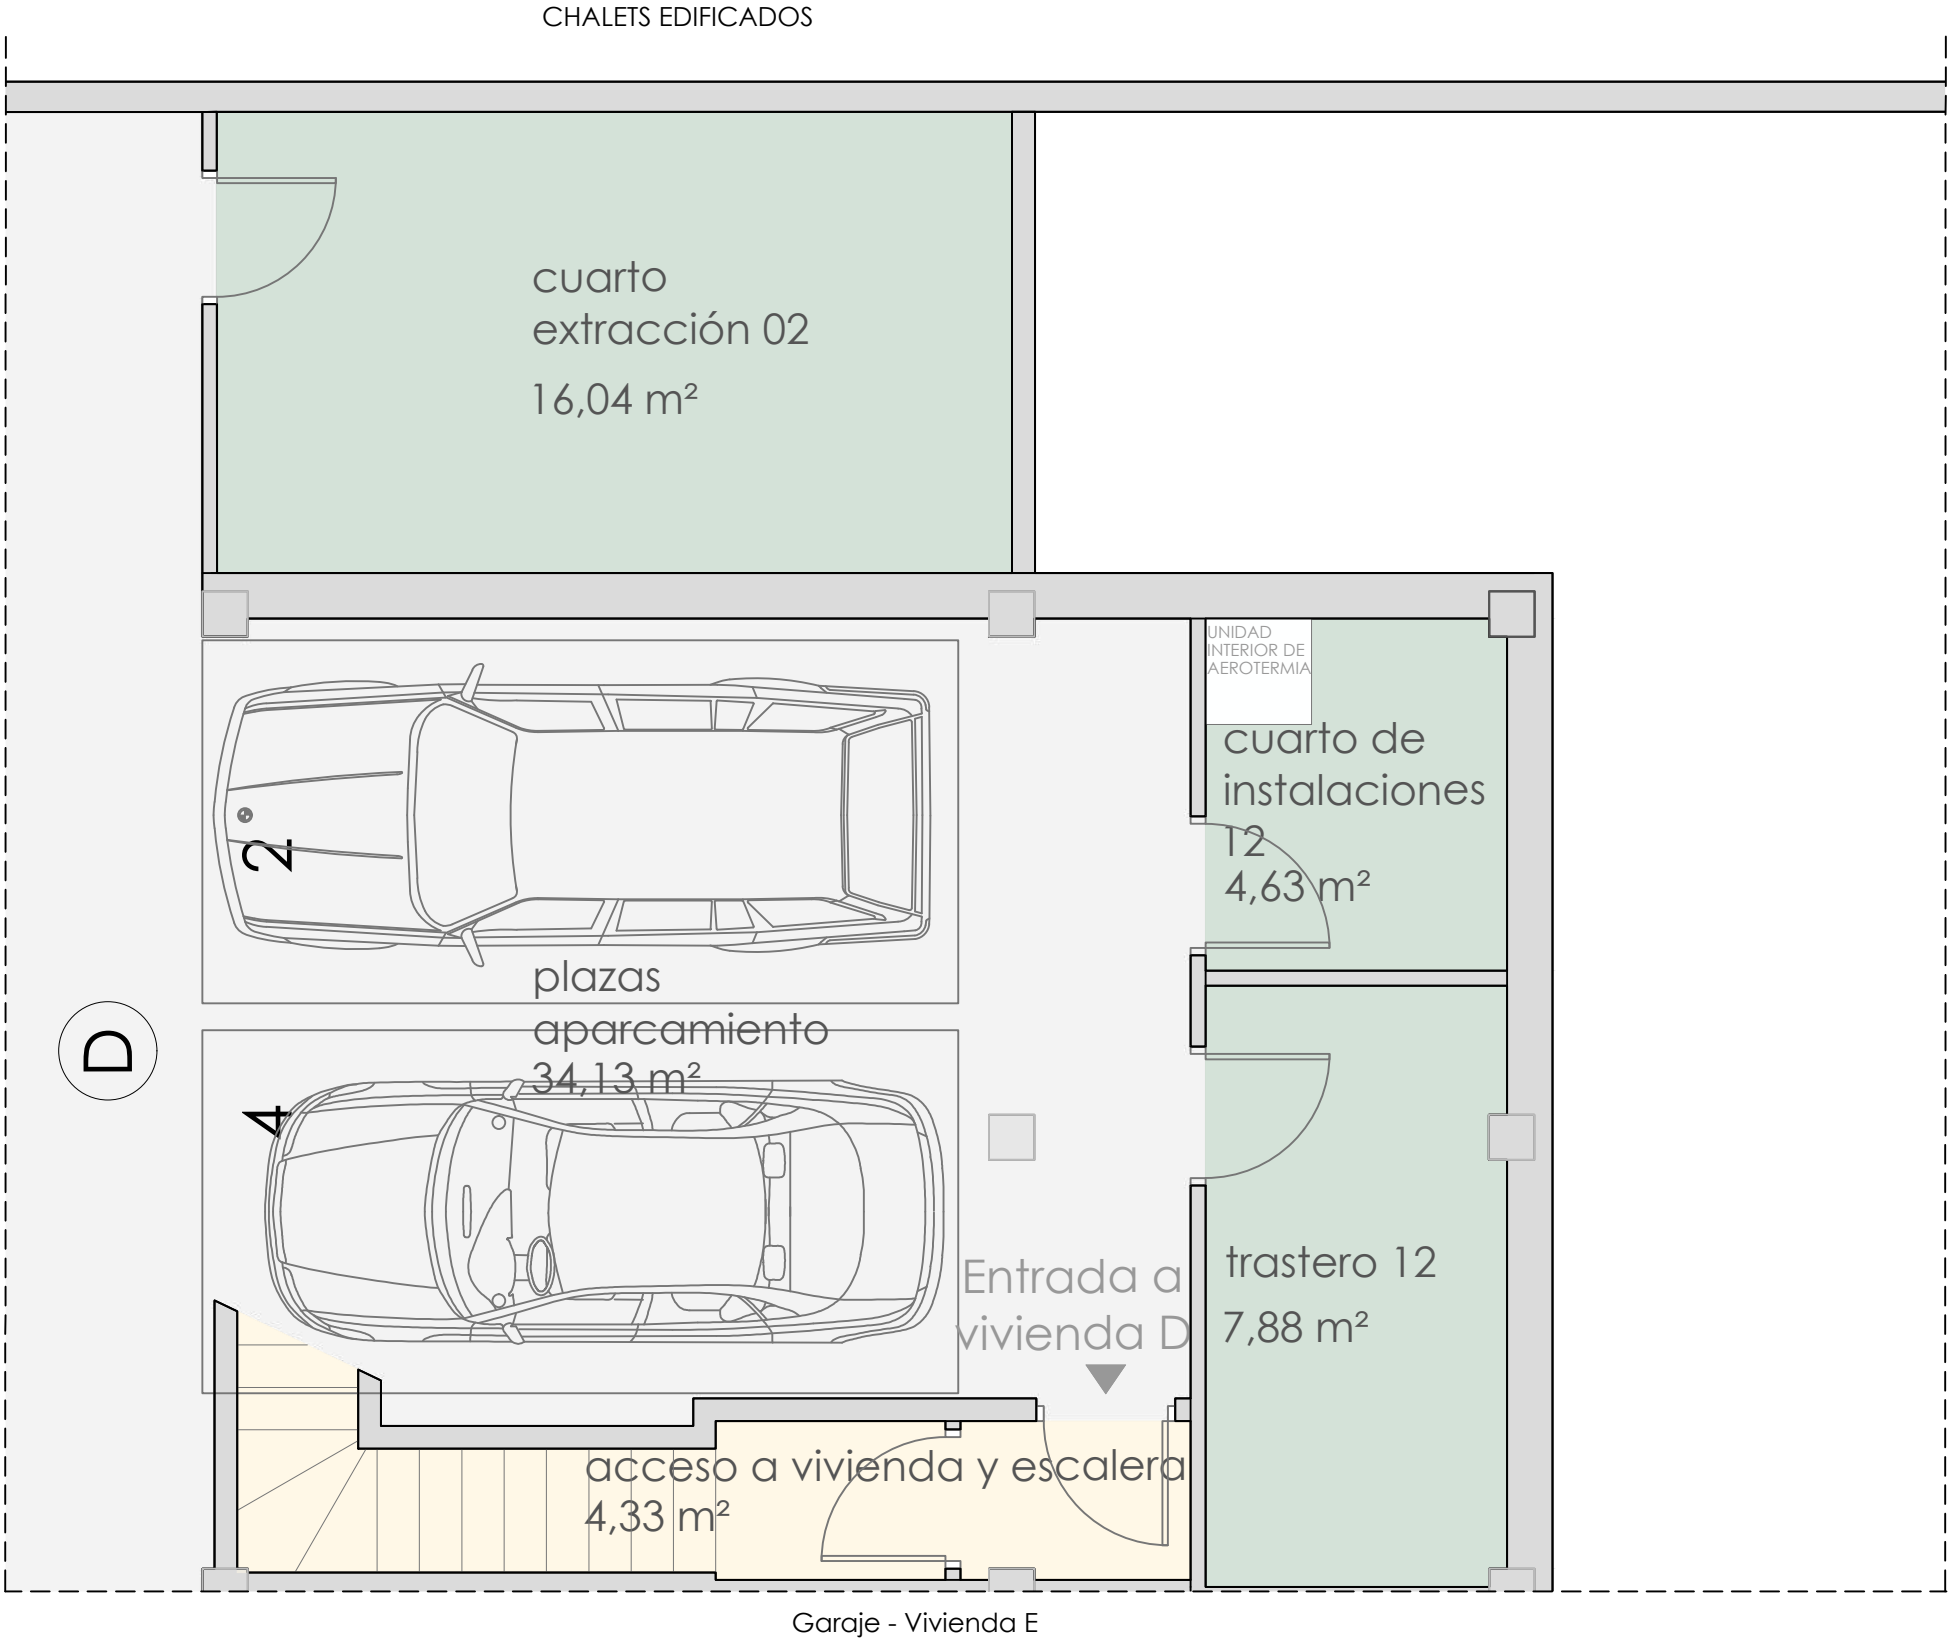 CHALETS EDIFICADOS
cuarto
extracción 02
16,04 m²
UNIDAD
INTERIOR DE
AEROTERMIA
cuarto de
instalaciones
12
4,63 m²
2
plazas
aparcamiento
34,13 m²
D
4
Entrada a
vivienda D
trastero 12
7,88 m²
acceso a vivienda y escalera
4,33 m²
Garaje - Vivienda E